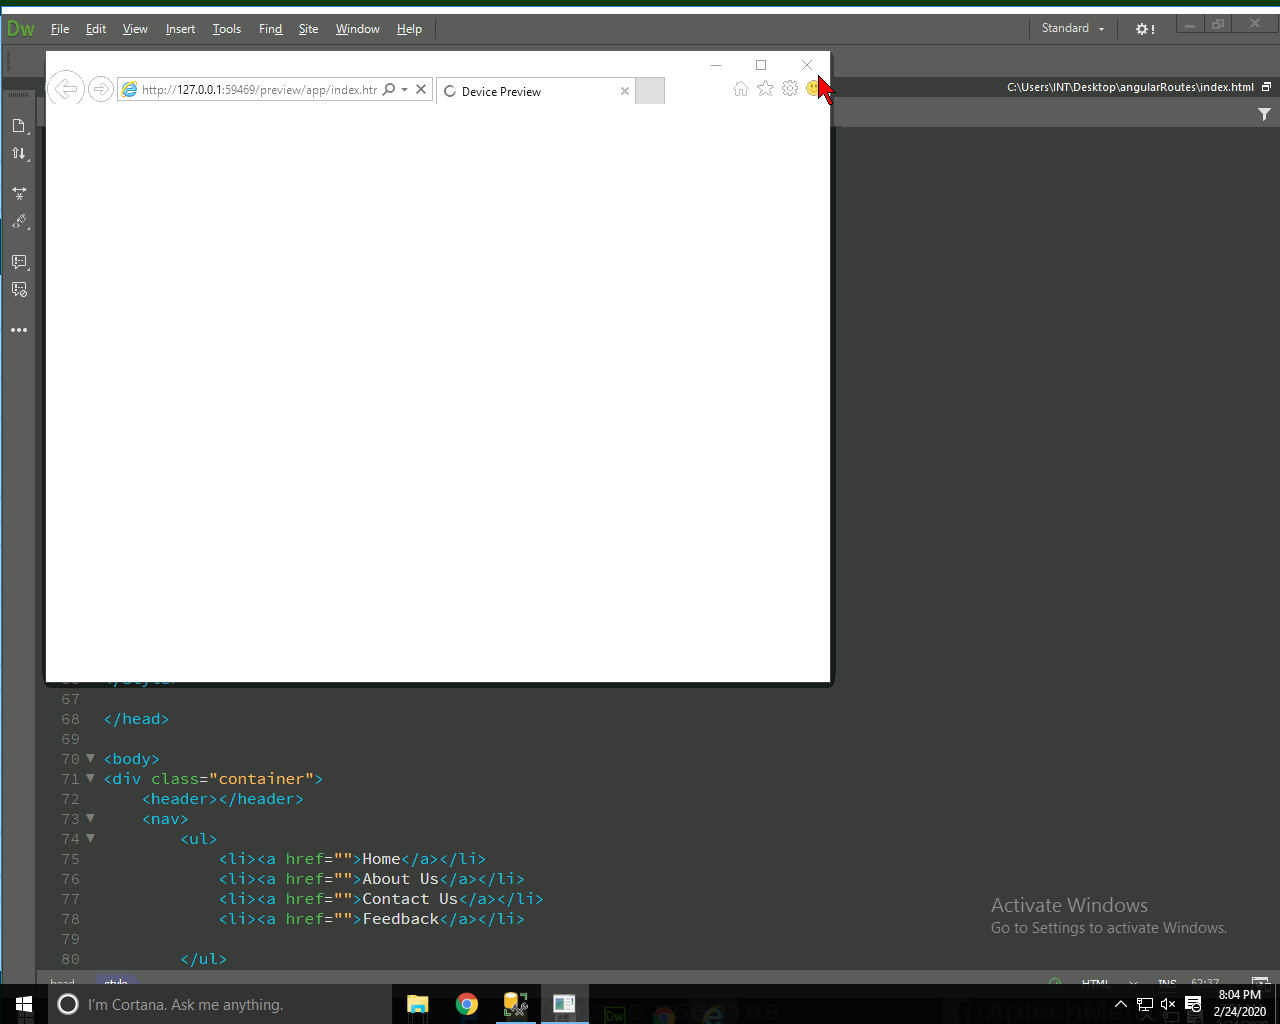 Dw File Edit View Insert Tools Find Site Window Help Standard !
http://127.0.0.1:59469/preview/app/index.htr
Device Preview
C:\Users\INT\Desktop\angularRoutes\index.html
67
68 </head>
69
70 <body>
71 <div class="container">
72 <header></header>
73 <nav>
74 <ul>
75 <li><a href="">Home</a></li>
76 <li><a href="">About Us</a></li>
77 <li><a href="">Contact Us</a></li>
78 <li><a href="">Feedback</a></li>
79
80 </ul>
Activate Windows
Go to Settings to activate Windows.
head style HTML INS 62:37
I'm Cortana. Ask me anything.
8:04 PM
2/24/2020